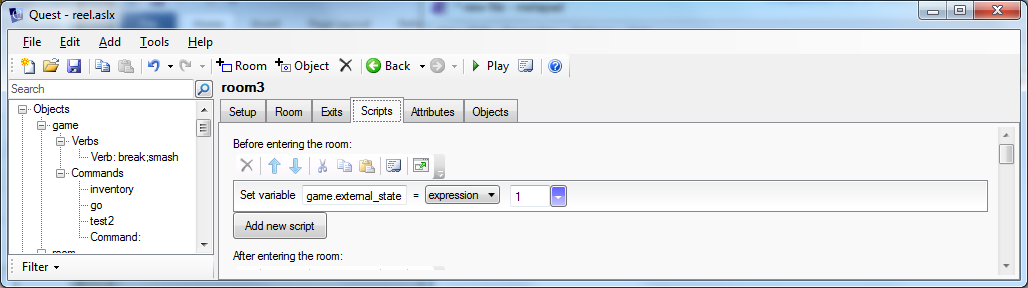 Quest - reel.aslx
File Edit Add Tools Help
Room Object Back Play
Search
room3
Setup Room Exits Scripts Attributes Objects
Objects
game
Verbs
Verb: break;smash
Commands
inventory
go
test2
Command:
room
Filter
Before entering the room:
Set variable game.external_state = expression 1
Add new script
After entering the room: